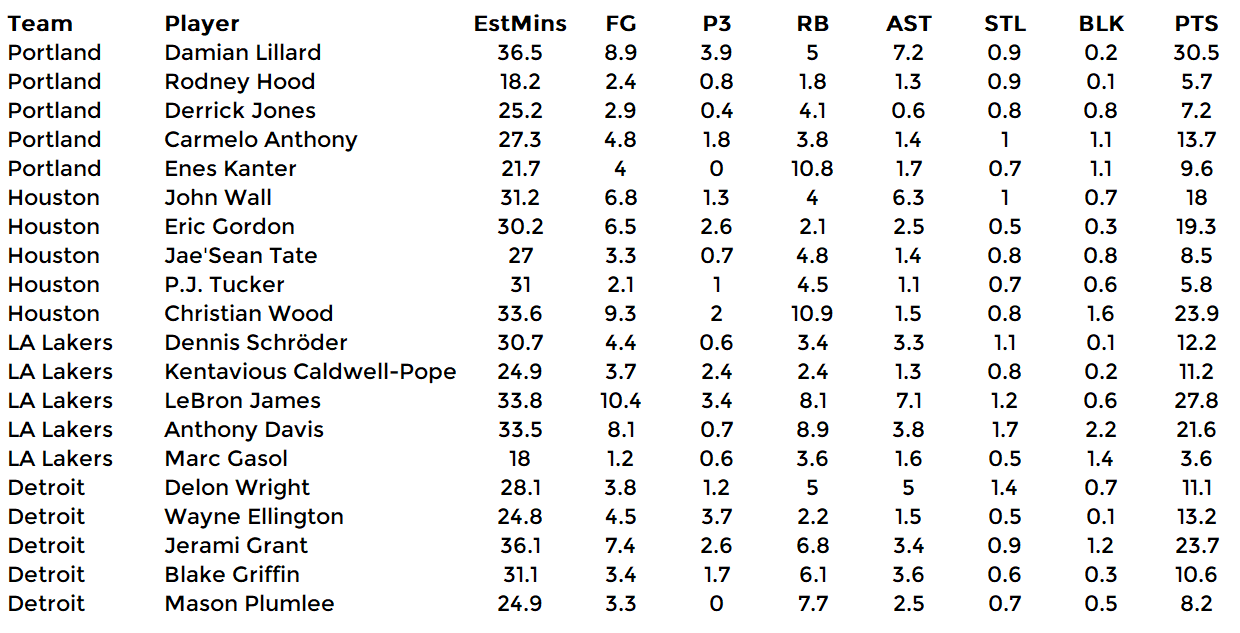 Team Player EstMins FG P3 RB AST STL BLK PTS
Portland Damian Lillard 36.5 8.9 3.9 5 7.2 0.9 0.2 30.5
Portland Rodney Hood 18.2 2.4 0.8 1.8 1.3 0.9 0.1 5.7
Portland Derrick Jones 25.2 2.9 0.4 4.1 0.6 0.8 0.8 7.2
Portland Carmelo Anthony 27.3 4.8 1.8 3.8 1.4 1 1.1 13.7
Portland Enes Kanter 21.7 4 0 10.8 1.7 0.7 1.1 9.6
Houston John Wall 31.2 6.8 1.3 4 6.3 1 0.7 18
Houston Eric Gordon 30.2 6.5 2.6 2.1 2.5 0.5 0.3 19.3
Houston Jae'Sean Tate 27 3.3 0.7 4.8 1.4 0.8 0.8 8.5
Houston P.J. Tucker 31 2.1 1 4.5 1.1 0.7 0.6 5.8
Houston Christian Wood 33.6 9.3 2 10.9 1.5 0.8 1.6 23.9
LA Lakers Dennis Schröder 30.7 4.4 0.6 3.4 3.3 1.1 0.1 12.2
LA Lakers Kentavious Caldwell-Pope 24.9 3.7 2.4 2.4 1.3 0.8 0.2 11.2
LA Lakers LeBron James 33.8 10.4 3.4 8.1 7.1 1.2 0.6 27.8
LA Lakers Anthony Davis 33.5 8.1 0.7 8.9 3.8 1.7 2.2 21.6
LA Lakers Marc Gasol 18 1.2 0.6 3.6 1.6 0.5 1.4 3.6
Detroit Delon Wright 28.1 3.8 1.2 5 5 1.4 0.7 11.1
Detroit Wayne Ellington 24.8 4.5 3.7 2.2 1.5 0.5 0.1 13.2
Detroit Jerami Grant 36.1 7.4 2.6 6.8 3.4 0.9 1.2 23.7
Detroit Blake Griffin 31.1 3.4 1.7 6.1 3.6 0.6 0.3 10.6
Detroit Mason Plumlee 24.9 3.3 0 7.7 2.5 0.7 0.5 8.2